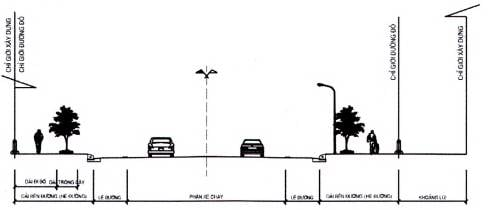 CHỈ GIỚI XÂY DỰNG
CHỈ GIỚI ĐƯỜNG ĐỎ
CHỈ GIỚI ĐƯỜNG ĐỎ
CHỈ GIỚI XÂY DỰNG
DẢI ĐI BỘ
DẢI TRỒNG CÂY
DẢI BÊN ĐƯỜNG (HÈ ĐƯỜNG)
LỀ ĐƯỜNG
PHẦN XE CHẠY
LỀ ĐƯỜNG
DẢI BÊN ĐƯỜNG (HÈ ĐƯỜNG)
KHOẢNG LÙI